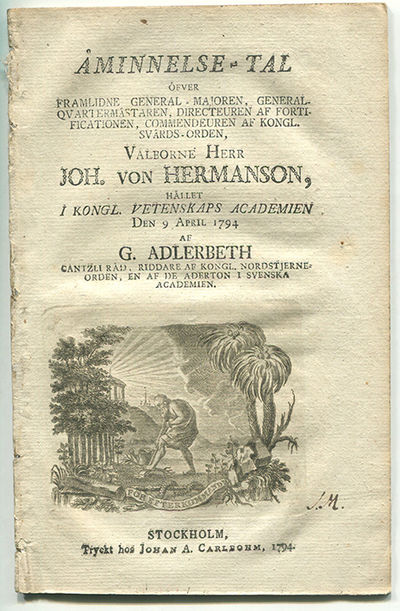 ÅMINNELSE-TAL
ÖFVER
FRAMLIDNE GENERAL-MAJOREN, GENERAL-
QVARTERMÄSTAREN, DIRECTEUREN AF FORTI-
FICATIONEN, COMMENDEUREN AF KONGL.
SVÄRDS-ORDEN,
VÄLBORNE HERR
JOH. VON HERMANSON,
HÅLLET
I KONGL. VETENSKAPS ACADEMIEN
DEN 9 APRIL 1794
AF
G. ADLERBETH
CANTZLI RÅD, RIDDARE AF KONGL. NORDSTJERNE-
ORDEN, EN AF DE ADERTON I SVENSKA
ACADEMIEN.
FÖR EFTERKOMMANDE
STOCKHOLM,
Tryckt hos JOHAN A. CARLBOHM, 1794.